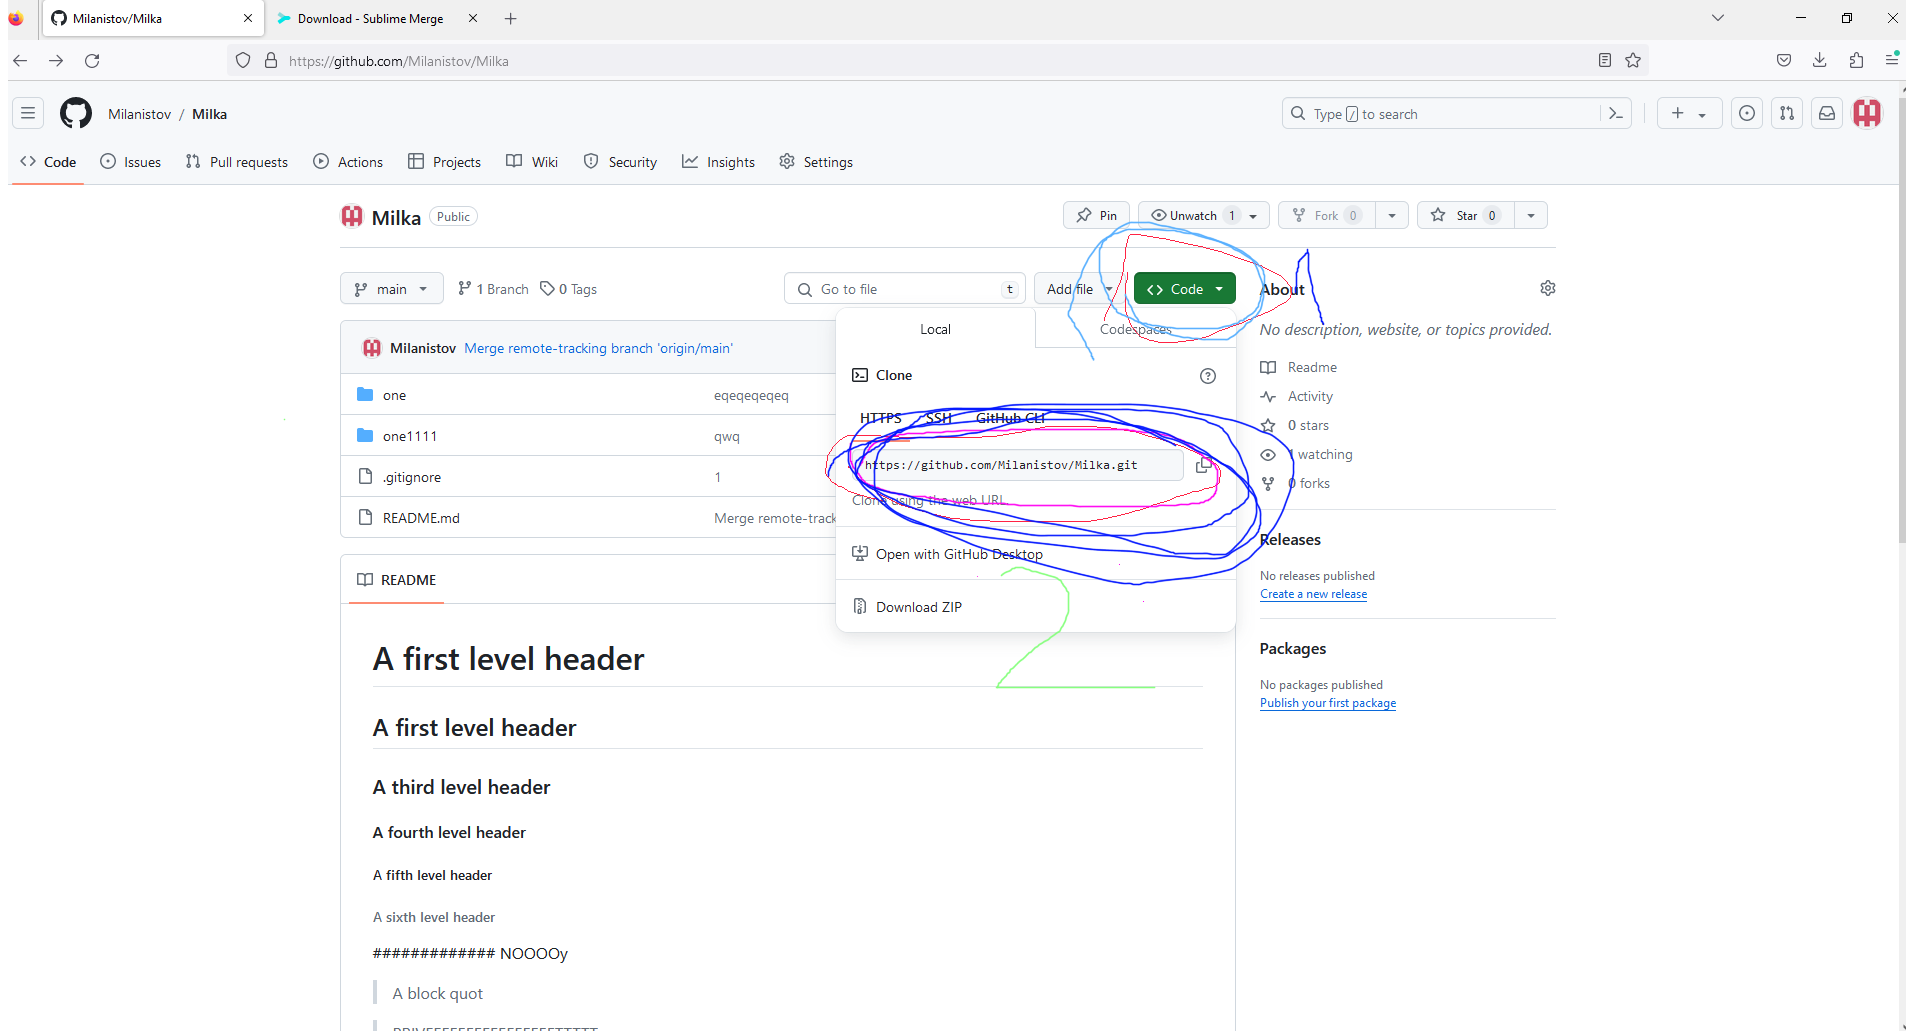 Milanistov/Milka
Download - Sublime Merge
https://github.com/Milanistov/Milka
Milanistov / Milka
Type / to search
Code
Issues
Pull requests
Actions
Projects
Wiki
Security
Insights
Settings
Milka
Public
Pin
Unwatch 1
Fork 0
Star 0
main
1 Branch
0 Tags
Go to file
t
Add file
Code
About
1
No description, website, or topics provided.
Readme
Activity
0 stars
1 watching
0 forks
Releases
No releases published
Create a new release
Packages
No packages published
Publish your first package
Local
Codespaces
Clone
HTTPS
SSH
GitHub CLI
https://github.com/Milanistov/Milka.git
Clone using the web URL.
Open with GitHub Desktop
Download ZIP
2
Milanistov Merge remote-tracking branch 'origin/main'
one eqeqeqeqeq
one1111 qwq
.gitignore 1
README.md Merge remote-track
README
A first level header
A first level header
A third level header
A fourth level header
A fifth level header
A sixth level header
############# NOOOOy
A block quot